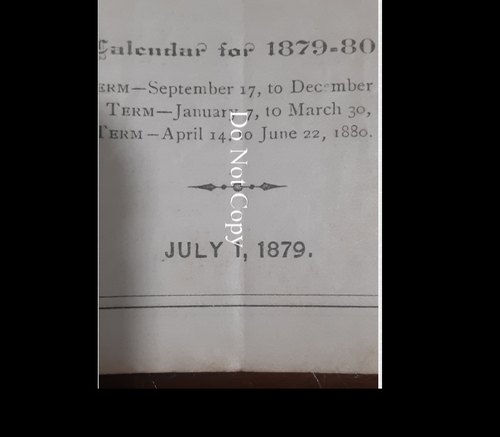 Calendar for 1879-80
ERM—September 17, to December
TERM—January 7, to March 30,
TERM—April 14, to June 22, 1880.
JULY 1, 1879.
Do Not Copy